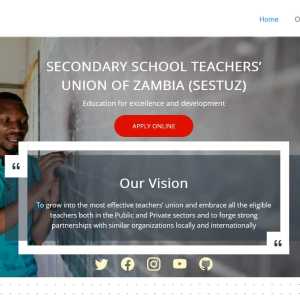 Home
SECONDARY SCHOOL TEACHERS'
UNION OF ZAMBIA (SESTUZ)
Education for excellence and development
APPLY ONLINE
Our Vision
To grow into the most effective teachers' union and embrace all the eligible
teachers both in the Public and Private sectors and to forge strong
partnerships with similar organizations locally and internationally